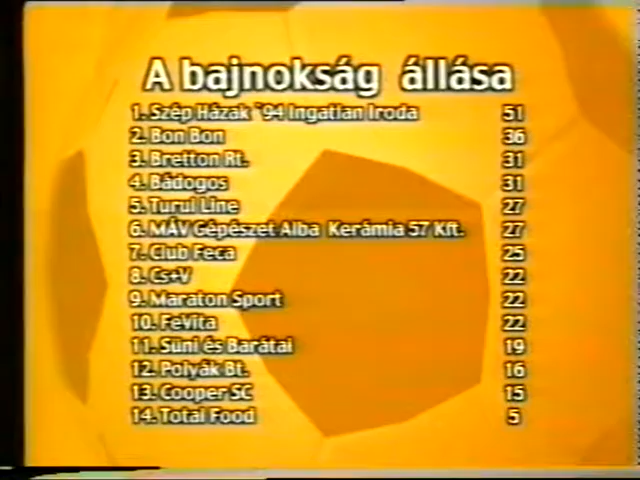 A bajnokság állása
1. Szép Házak `94 Ingatlan Iroda 51
2. Bon Bon 36
3. Bretton Rt. 31
4. Bádogos 31
5. Turul Line 27
6. MÁV Gépészet Alba Kerámia 57 Kft. 27
7. Club Feca 25
8. Cs+V 22
9. Maraton Sport 22
10. FeVita 22
11. Süni és Barátai 19
12. Polyák Bt. 16
13. Cooper SC 15
14. Total Food 5